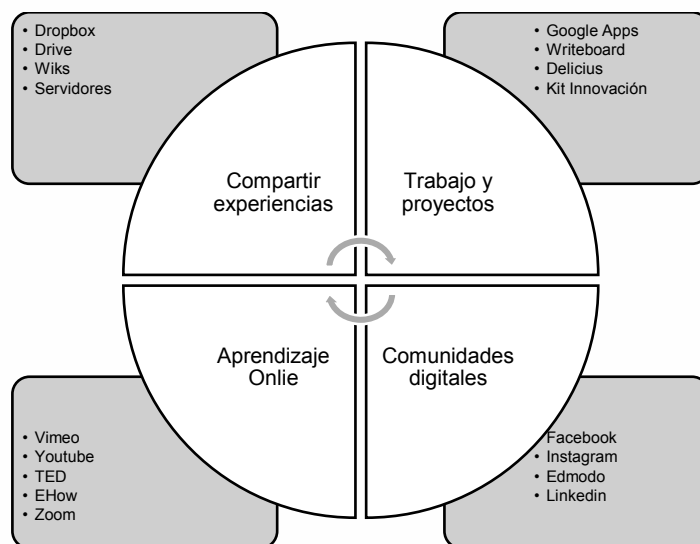 • Dropbox
• Drive
• Wiks
• Servidores
• Google Apps
• Writeboard
• Delicius
• Kit Innovación
Compartir
experiencias
Trabajo y
proyectos
Aprendizaje
Onlie
Comunidades
digitales
• Vimeo
• Youtube
• TED
• EHow
• Zoom
Facebook
• Instagram
• Edmodo
• Linkedin